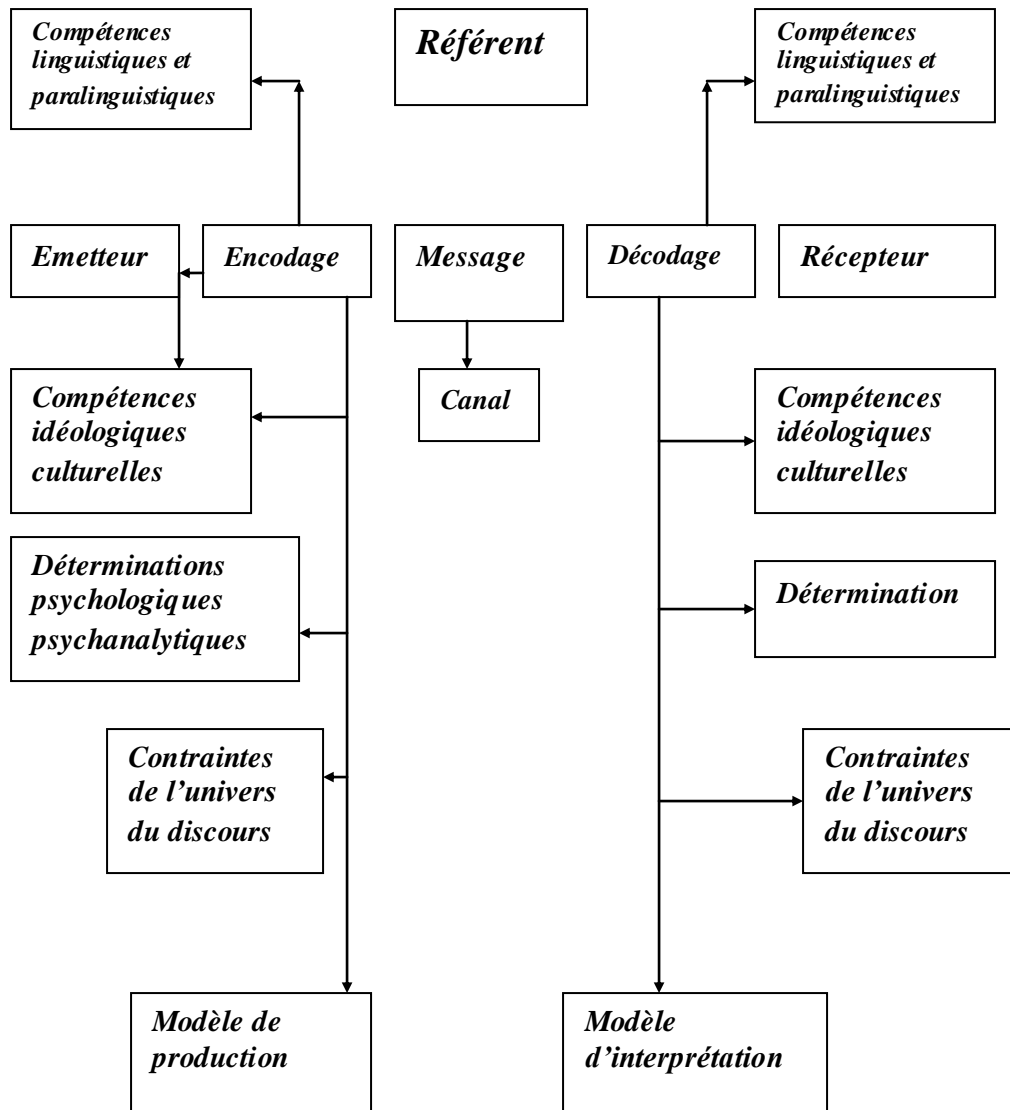 Compétences
linguistiques et
paralinguistiques
Référent
Compétences
linguistiques et
paralinguistiques
Emetteur
Encodage
Message
Décodage
Récepteur
Compétences
idéologiques
culturelles
Canal
Compétences
idéologiques
culturelles
Déterminations
psychologiques
psychanalytiques
Détermination
Contraintes
de l’univers
du discours
Contraintes
de l’univers
du discours
Modèle de
production
Modèle
d’interprétation